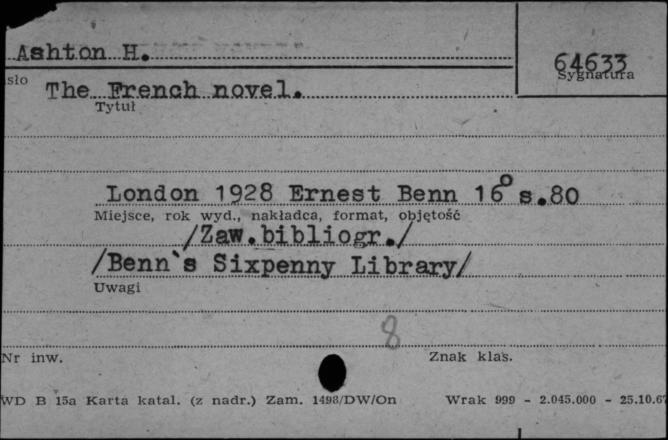 Ashton H.
64633
Sygnatura
sło
The French novel.
Tytuł
London 1928 Ernest Benn 16° s.80
Miejsce, rok wyd., nakładca, format, objętość
/Zaw.bibliogr./
/Benn`s Sixpenny Library/
Uwagi
8
Nr inw.
Znak klas.
WD B 15a Karta katal. (z nadr.) Zam. 1498/DW/On Wrak 999 - 2.045.000 - 25.10.67